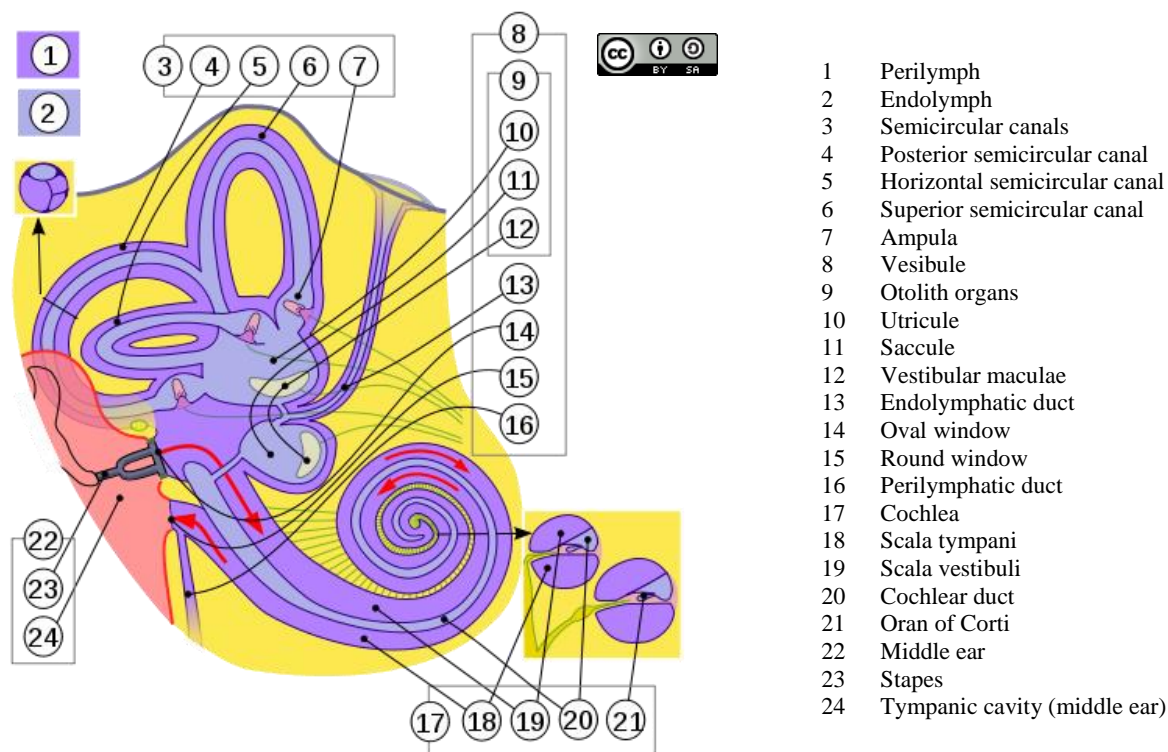 1
2
3 4 5 6 7
8
9
10
11
12
13
14
15
16
cc BY SA
22
23
24
17 18 19 20 21
1 Perilymph
2 Endolymph
3 Semicircular canals
4 Posterior semicircular canal
5 Horizontal semicircular canal
6 Superior semicircular canal
7 Ampula
8 Vesibule
9 Otolith organs
10 Utricule
11 Saccule
12 Vestibular maculae
13 Endolymphatic duct
14 Oval window
15 Round window
16 Perilymphatic duct
17 Cochlea
18 Scala tympani
19 Scala vestibuli
20 Cochlear duct
21 Oran of Corti
22 Middle ear
23 Stapes
24 Tympanic cavity (middle ear)